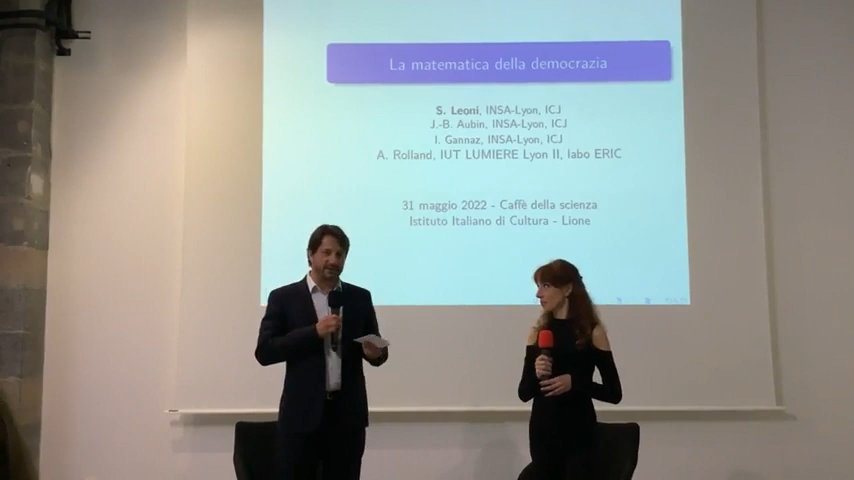 La matematica della democrazia
S. Leoni, INSA-Lyon, ICJ
J.-B. Aubin, INSA-Lyon, ICJ
I. Gannaz, INSA-Lyon, ICJ
A. Rolland, IUT LUMIERE Lyon II, labo ERIC
31 maggio 2022 - Caffè della scienza
Istituto Italiano di Cultura - Lione